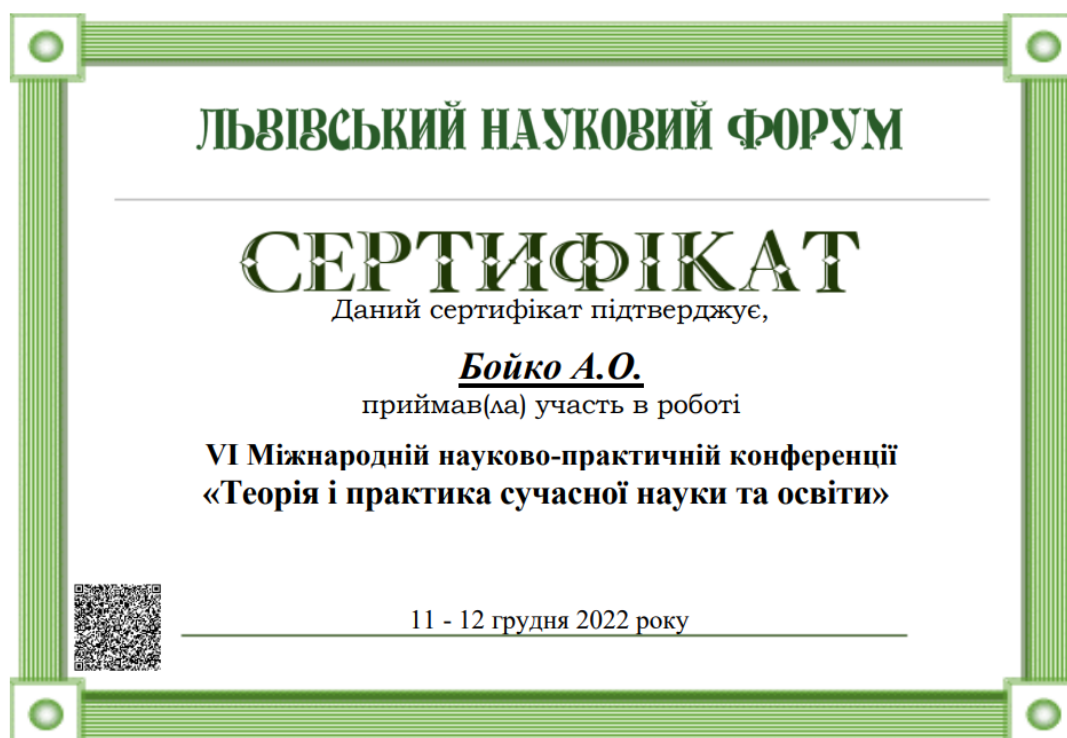 ЛЬВІВСЬКИЙ НАУКОВИЙ ФОРУМ
СЕРТИФІКАТ
Даний сертифікат підтверджує,
Бойко А.О.
приймав(ла) участь в роботі
VI Міжнародній науково-практичній конференції
«Теорія і практика сучасної науки та освіти»
11 - 12 грудня 2022 року